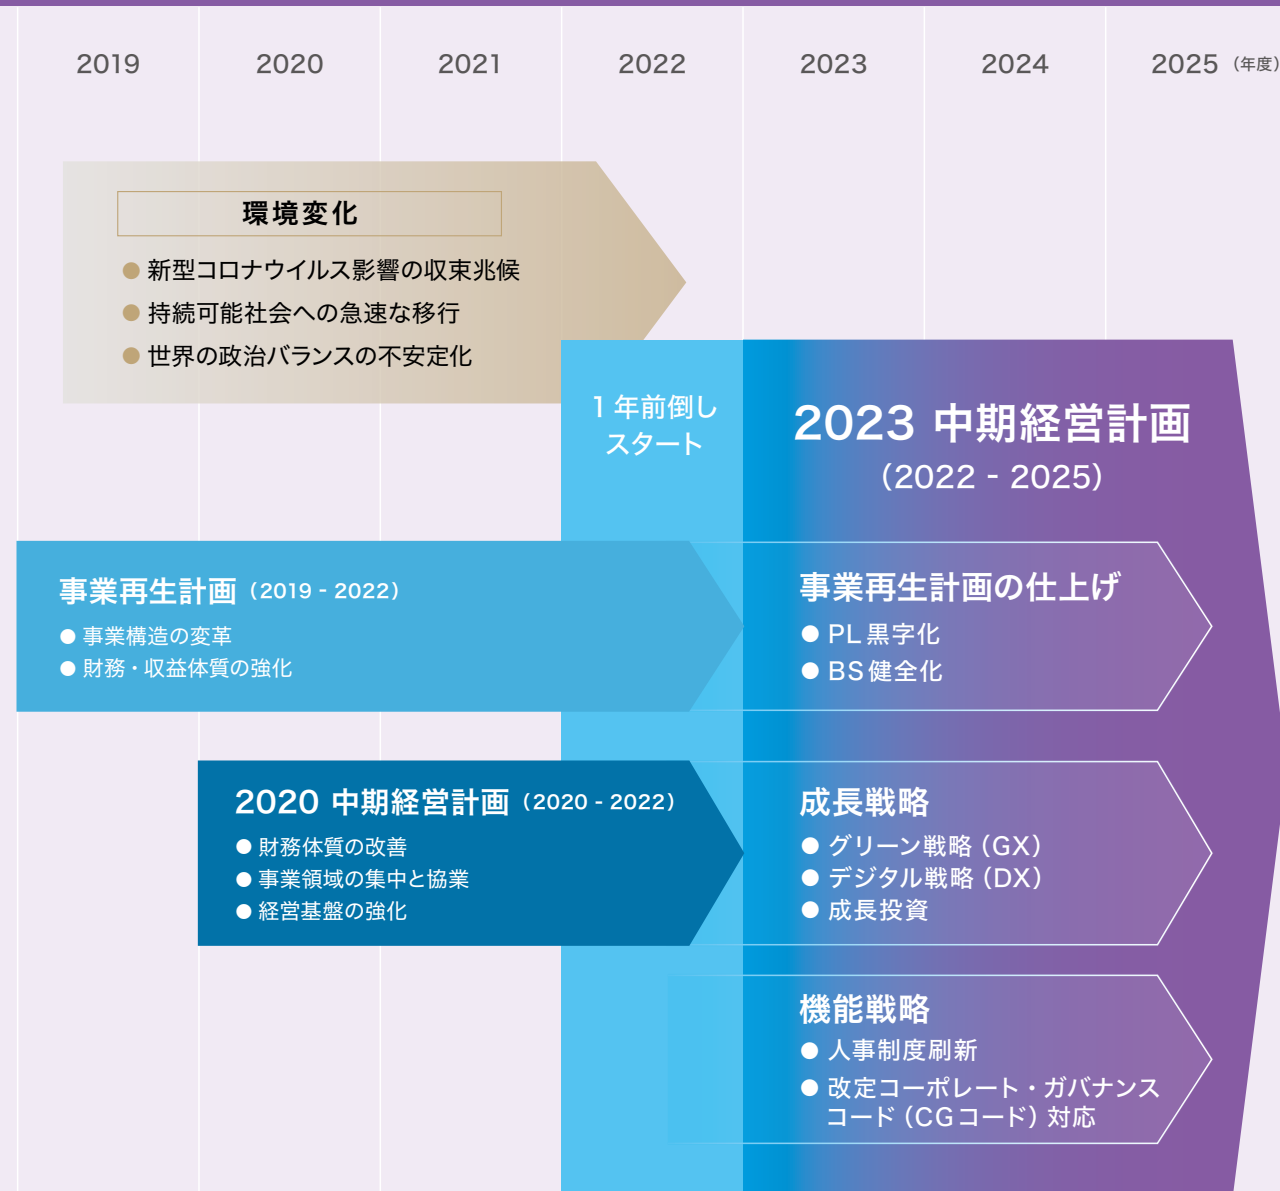 2019 2020 2021 2022 2023 2024 2025 （年度）
環境変化
● 新型コロナウイルス影響の収束兆候
● 持続可能社会への急速な移行
● 世界の政治バランスの不安定化
1 年前倒し
スタート
2023 中期経営計画
（2022 - 2025）
事業再生計画（2019 - 2022）
● 事業構造の変革
● 財務・収益体質の強化
事業再生計画の仕上げ
● PL 黒字化
● BS 健全化
2020 中期経営計画（2020 - 2022）
● 財務体質の改善
● 事業領域の集中と協業
● 経営基盤の強化
成長戦略
● グリーン戦略（GX）
● デジタル戦略（DX）
● 成長投資
機能戦略
● 人事制度刷新
● 改定コーポレート・ガバナンス
コード（CGコード）対応